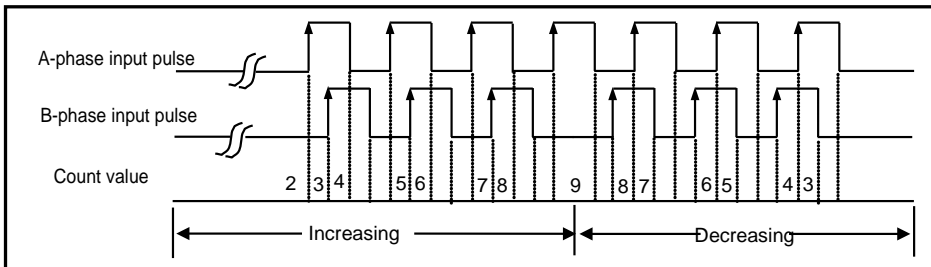 A-phase input pulse
B-phase input pulse
Count value 2 3 4 5 6 7 8 9 8 7 6 5 4 3
Increasing Decreasing